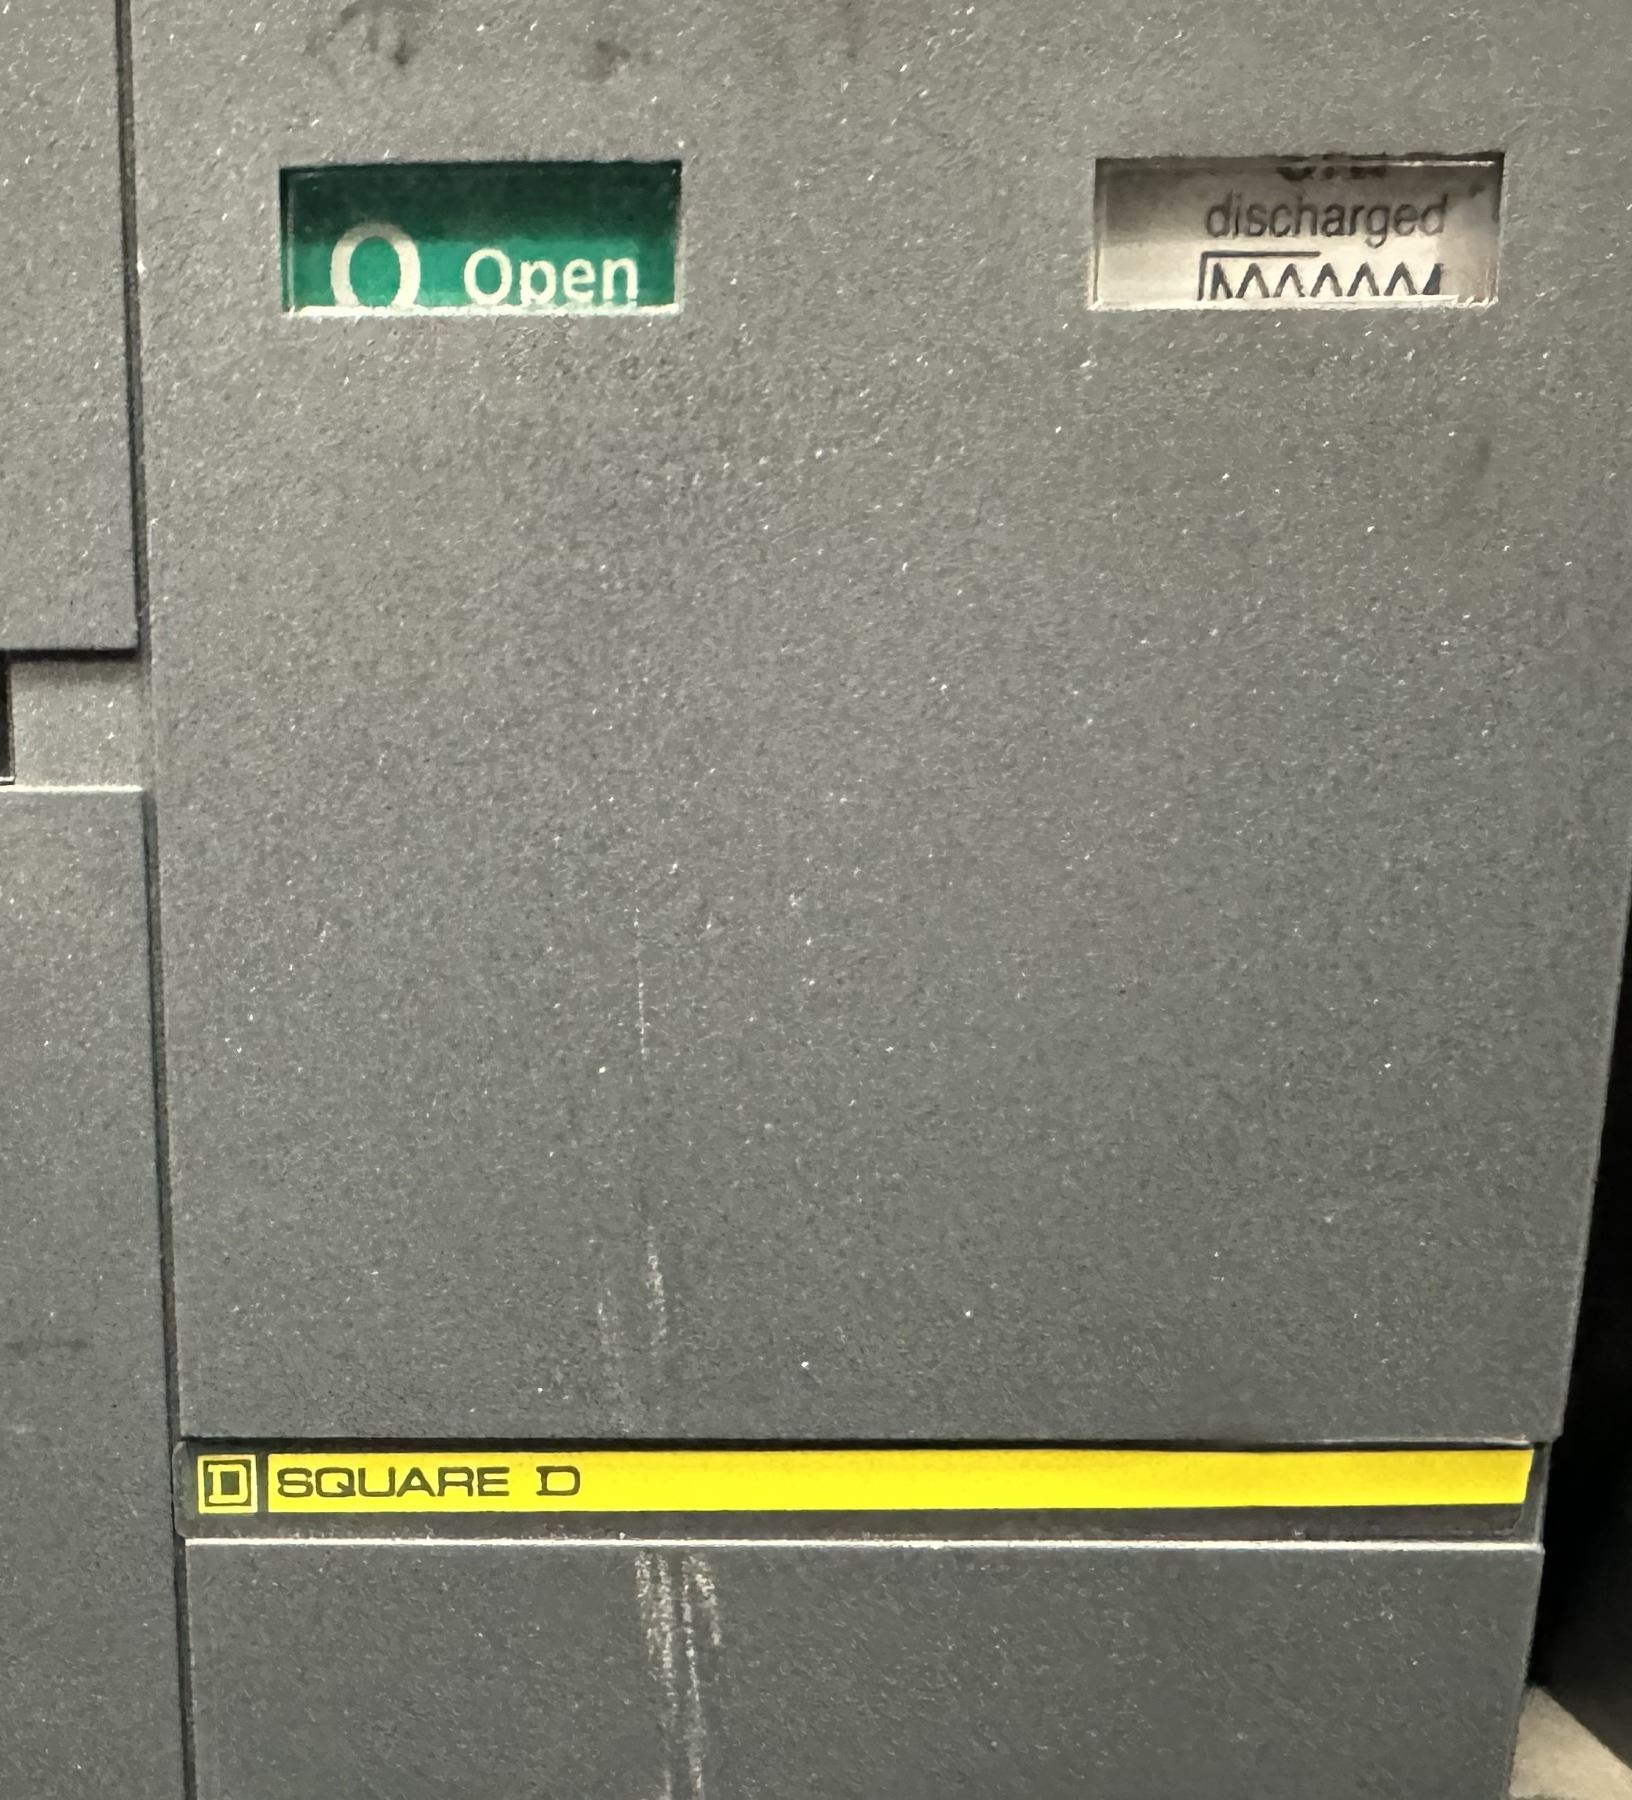 O Open
discharged
D SQUARE D